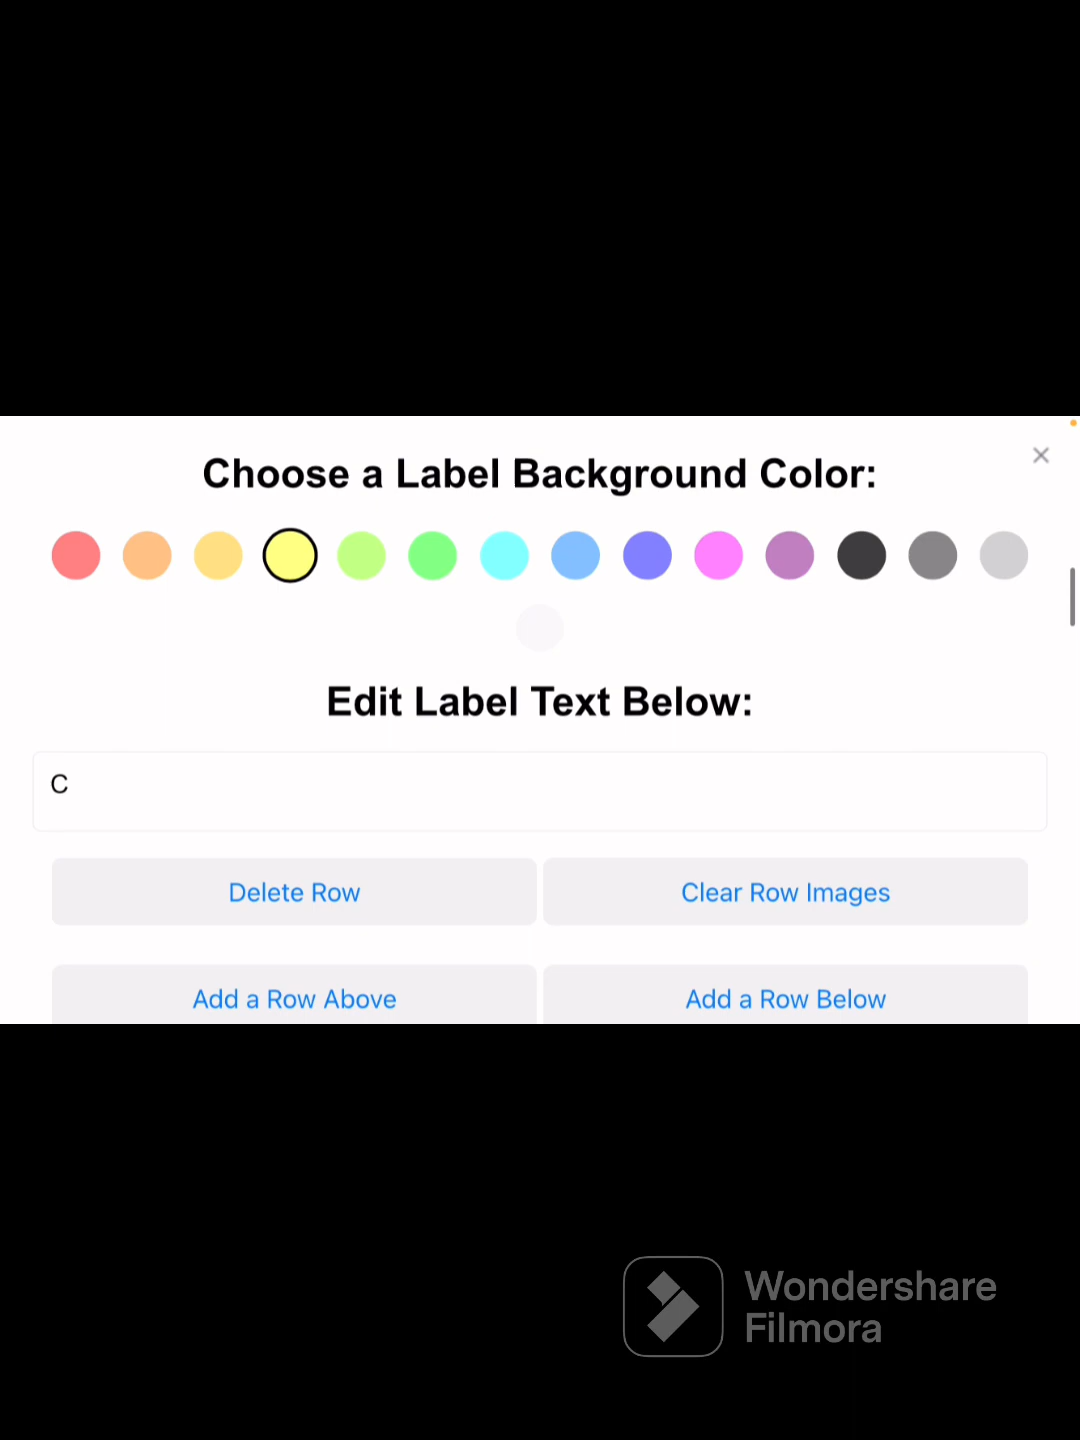 Choose a Label Background Color:
Edit Label Text Below:
C
Delete Row
Clear Row Images
Add a Row Above
Add a Row Below
Wondershare
Filmora